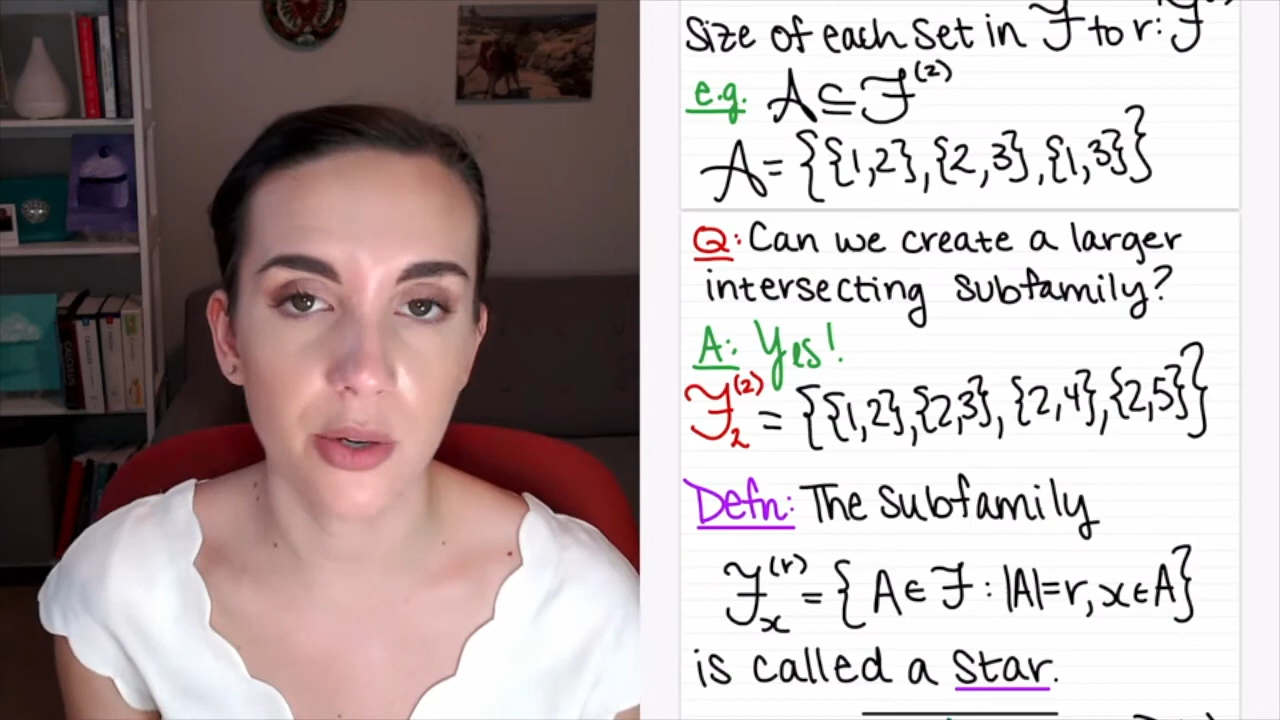 size of each set in ℱ to r: ℱ
e.g. 𝒜 ⊆ ℱ⁽²⁾
𝒜 = {{1,2},{2,3},{1,3}}
Q: Can we create a larger
intersecting subfamily?
A: Yes!
ℱ₂⁽²⁾ = {{1,2},{2,3},{2,4},{2,5}}
Defn: The subfamily
ℱₓ⁽ʳ⁾ = {A ∈ ℱ : |A|=r, x ∈ A}
is called a star.
CALCULUS